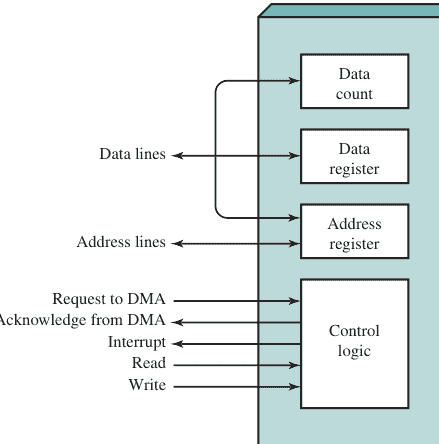 Data
count
Data lines
Data
register
Address lines
Address
register
Request to DMA
Acknowledge from DMA
Interrupt
Read
Write
Control
logic